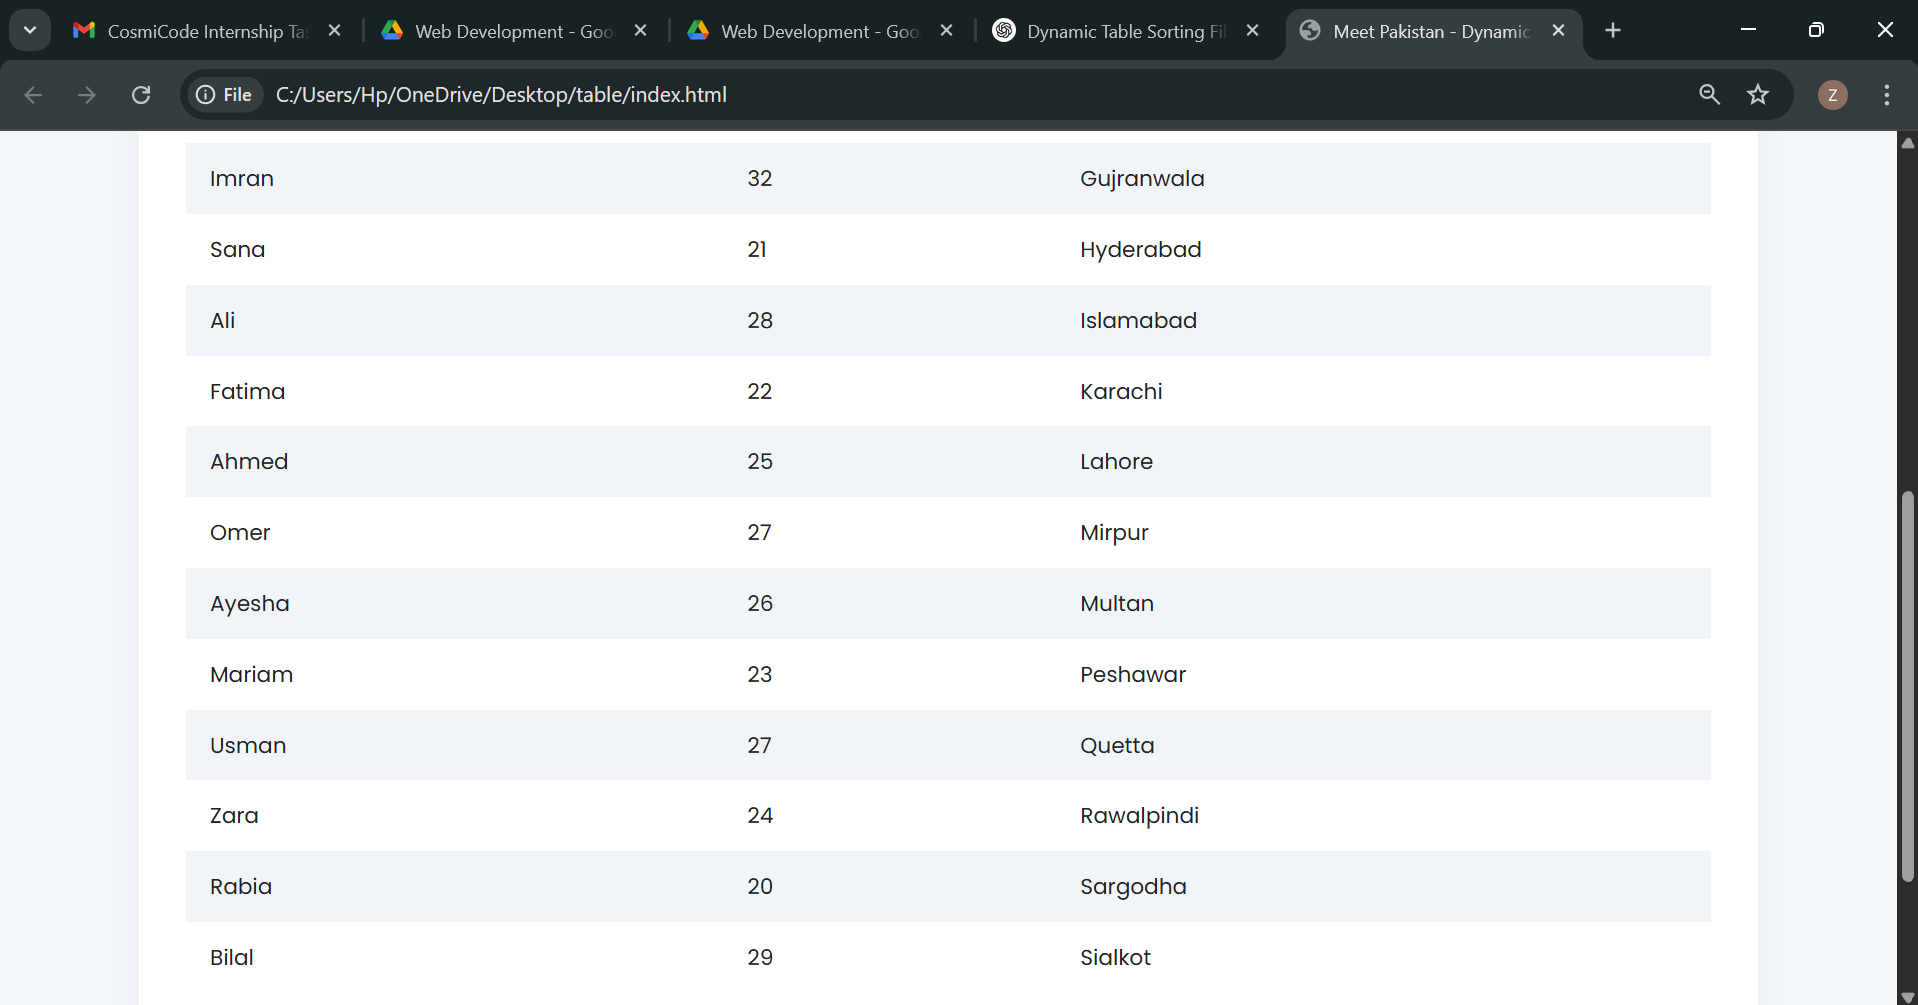 CosmiCode Internship Ta
Web Development - Goo
Web Development - Goo
Dynamic Table Sorting Fil
Meet Pakistan - Dynamic
File C:/Users/Hp/OneDrive/Desktop/table/index.html
Z
Imran 32 Gujranwala
Sana 21 Hyderabad
Ali 28 Islamabad
Fatima 22 Karachi
Ahmed 25 Lahore
Omer 27 Mirpur
Ayesha 26 Multan
Mariam 23 Peshawar
Usman 27 Quetta
Zara 24 Rawalpindi
Rabia 20 Sargodha
Bilal 29 Sialkot